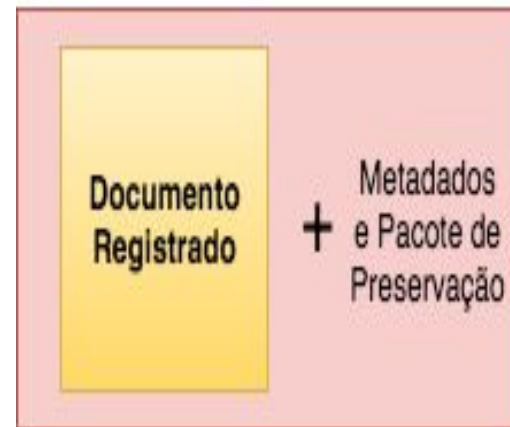 Documento
Registrado
+
Metadados
e Pacote de
Preservação